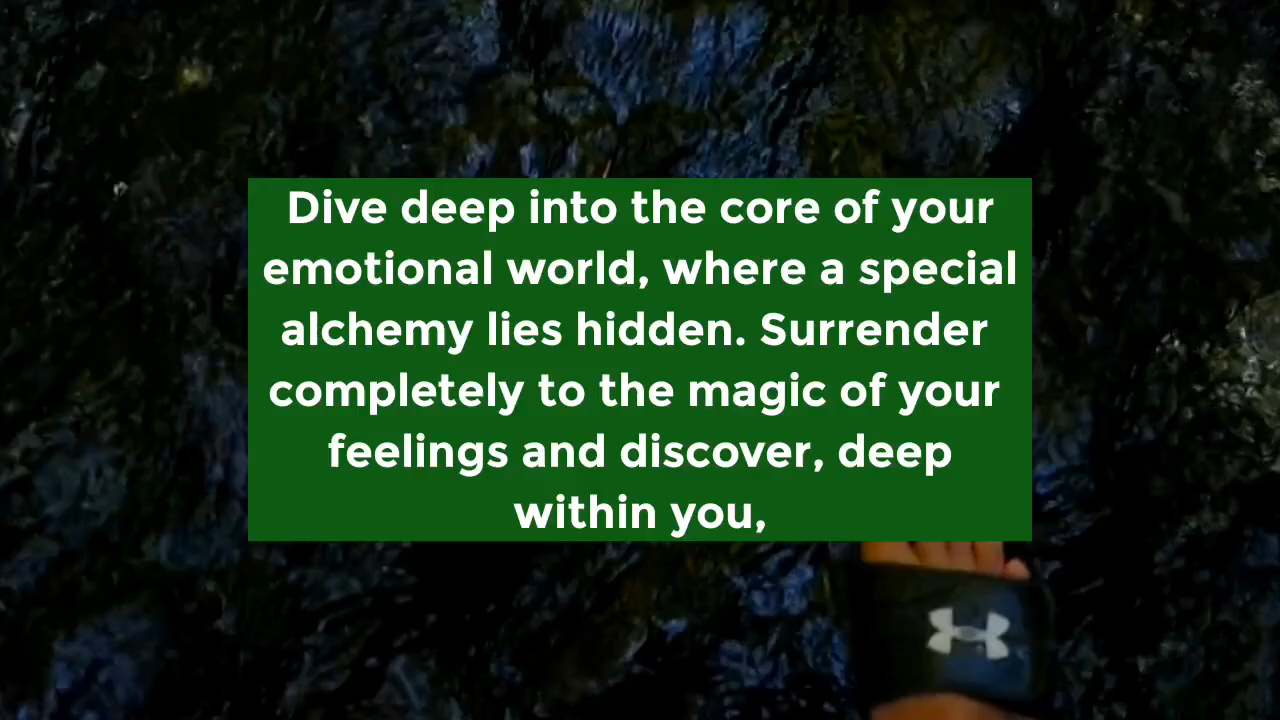 Dive deep into the core of your
emotional world, where a special
alchemy lies hidden. Surrender
completely to the magic of your
feelings and discover, deep
within you,